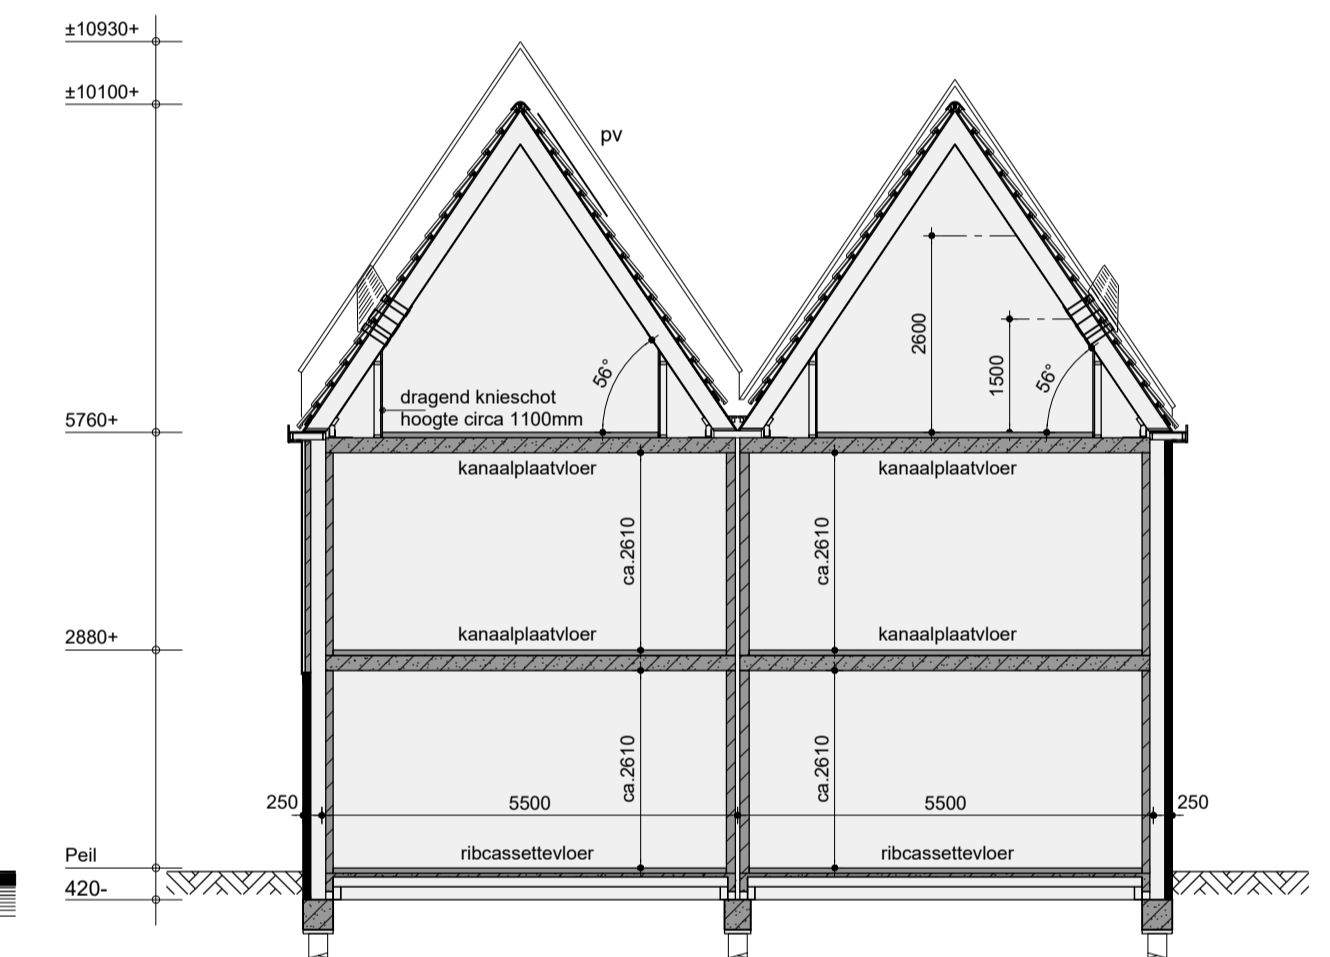 ±10930+
±10100+
pv
2600
1500
56°
56°
dragend knieschot
hoogte circa 1100mm
5760+
kanaalplaatvloer
kanaalplaatvloer
ca.2610
ca.2610
2880+
kanaalplaatvloer
kanaalplaatvloer
ca.2610
ca.2610
250
5500
5500
250
Peil
ribcassettevloer
ribcassettevloer
420-